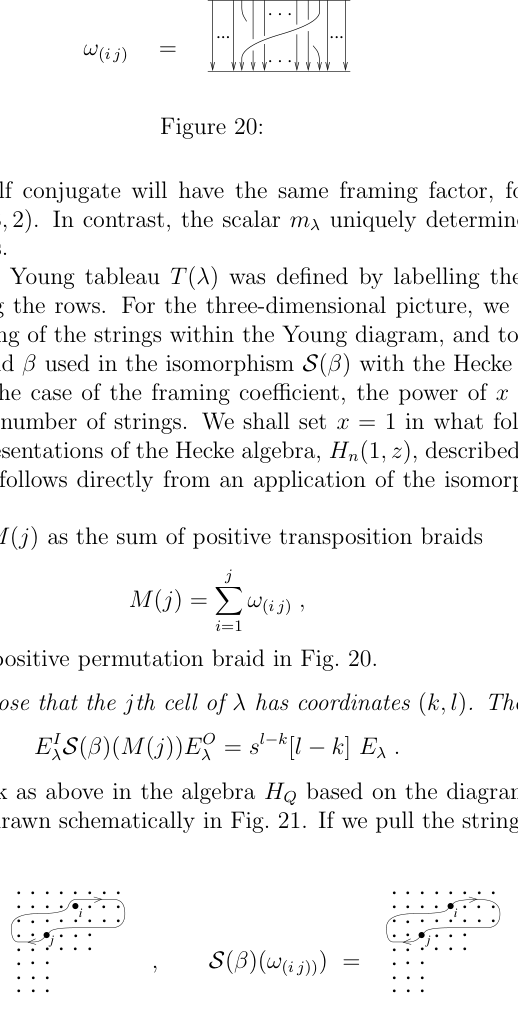 ω(i j) =
... · · · ...
· · ·
Figure 20:
lf conjugate will have the same framing factor, fo
, 2). In contrast, the scalar mλ uniquely determin
s.
Young tableau T(λ) was defined by labelling the
g the rows. For the three-dimensional picture, we
ng of the strings within the Young diagram, and to
nd β used in the isomorphism S(β) with the Hecke
he case of the framing coefficient, the power of x
number of strings. We shall set x = 1 in what fol
esentations of the Hecke algebra, Hn(1, z), described
follows directly from an application of the isomorp
M(j) as the sum of positive transposition braids
M(j) = ∑_{i=1}^{j} ω(i j) ,
positive permutation braid in Fig. 20.
ose that the jth cell of λ has coordinates (k, l). The
E^I_λ S(β)(M(j))E^O_λ = s^{l−k}[l − k] Eλ .
k as above in the algebra HQ based on the diagram
drawn schematically in Fig. 21. If we pull the string
i j , S(β)(ω(i j))) = i j